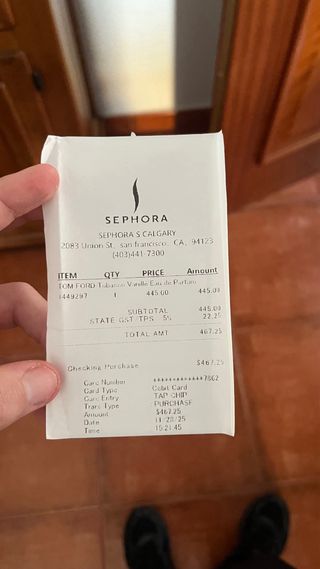 SEPHORA
SEPHORA S CALGARY
2083 Union St, san francisco, CA, 94123
(403)441-7300
ITEM QTY PRICE Amount
TOM FORD Tobacco Vanille Eau de Parfum
1449297 1 445.00 445.00
SUBTOTAL 445.00
STATE GST/TPS 5% 22.25
TOTAL AMT 467.25
Checking Purchase $467.25
Card Number ************7862
Card Type Debit Card
Card Entry TAP CHIP
Trans Type PURCHASE
Amount $467.25
Date 11/28/25
Time 15:21:45